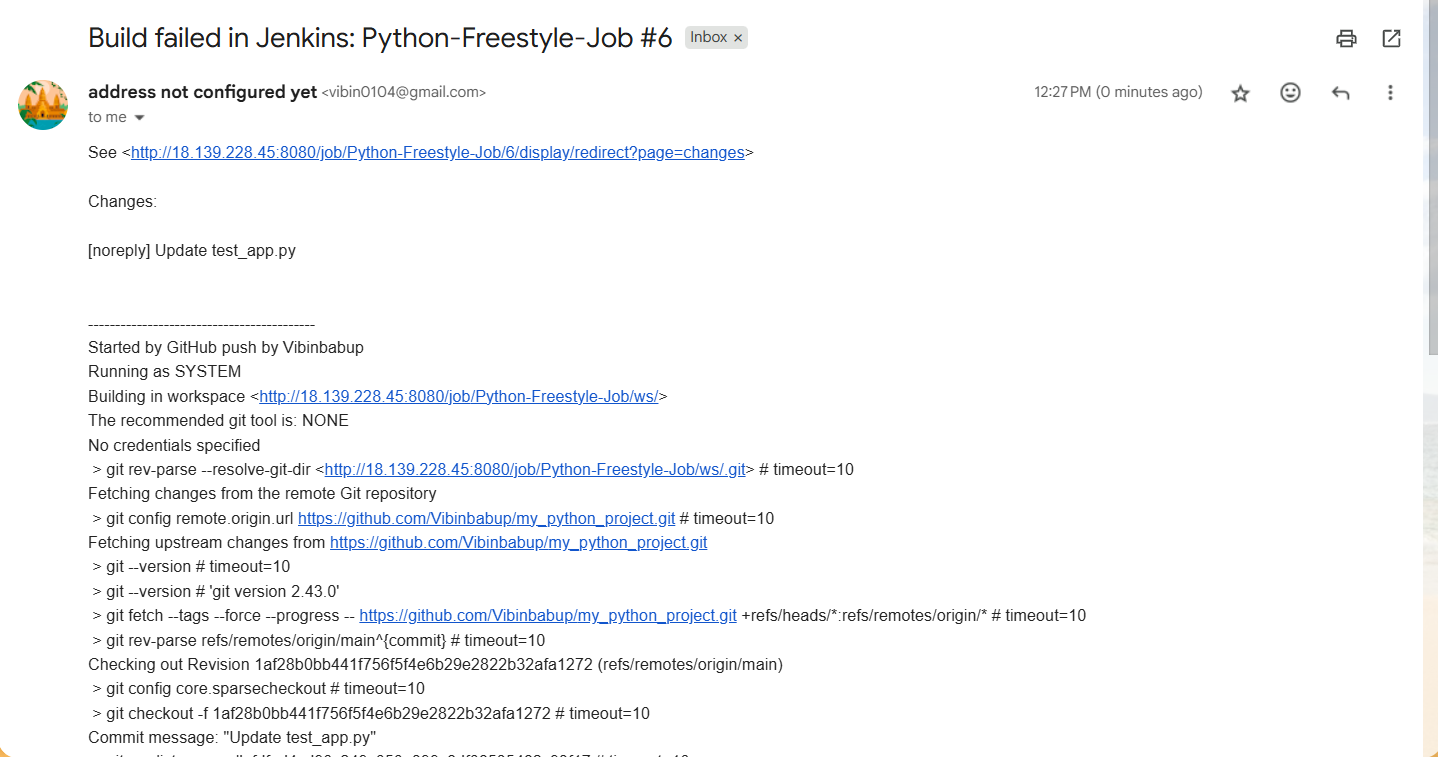 Build failed in Jenkins: Python-Freestyle-Job #6 Inbox ×
address not configured yet <vibin0104@gmail.com> 12:27 PM (0 minutes ago)
to me
See <http://18.139.228.45:8080/job/Python-Freestyle-Job/6/display/redirect?page=changes>
Changes:
[noreply] Update test_app.py
------------------------------------------
Started by GitHub push by Vibinbabup
Running as SYSTEM
Building in workspace <http://18.139.228.45:8080/job/Python-Freestyle-Job/ws/>
The recommended git tool is: NONE
No credentials specified
> git rev-parse --resolve-git-dir <http://18.139.228.45:8080/job/Python-Freestyle-Job/ws/.git> # timeout=10
Fetching changes from the remote Git repository
> git config remote.origin.url https://github.com/Vibinbabup/my_python_project.git # timeout=10
Fetching upstream changes from https://github.com/Vibinbabup/my_python_project.git
> git --version # timeout=10
> git --version # 'git version 2.43.0'
> git fetch --tags --force --progress -- https://github.com/Vibinbabup/my_python_project.git +refs/heads/*:refs/remotes/origin/* # timeout=10
> git rev-parse refs/remotes/origin/main^{commit} # timeout=10
Checking out Revision 1af28b0bb441f756f5f4e6b29e2822b32afa1272 (refs/remotes/origin/main)
> git config core.sparsecheckout # timeout=10
> git checkout -f 1af28b0bb441f756f5f4e6b29e2822b32afa1272 # timeout=10
Commit message: "Update test_app.py"